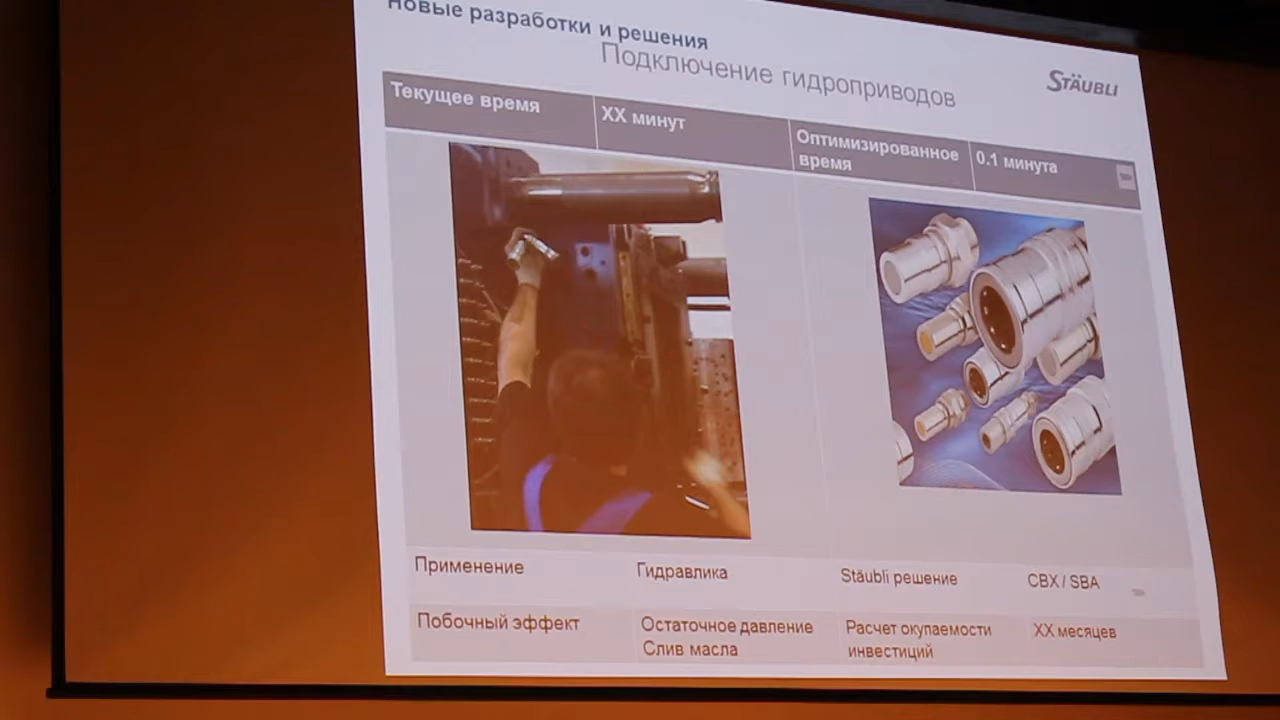 Новые разработки и решения
Подключение гидроприводов
STÄUBLI
Текущее время
XX минут
Оптимизированное
время
0.1 минута
Применение
Гидравлика
Stäubli решение
CBX / SBA
Побочный эффект
Остаточное давление
Слив масла
Расчет окупаемости
инвестиций
XX месяцев